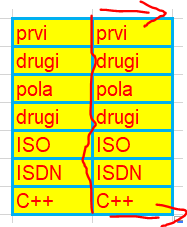 prvi prvi
drugi drugi
pola pola
drugi drugi
ISO ISO
ISDN ISDN
C++ C++